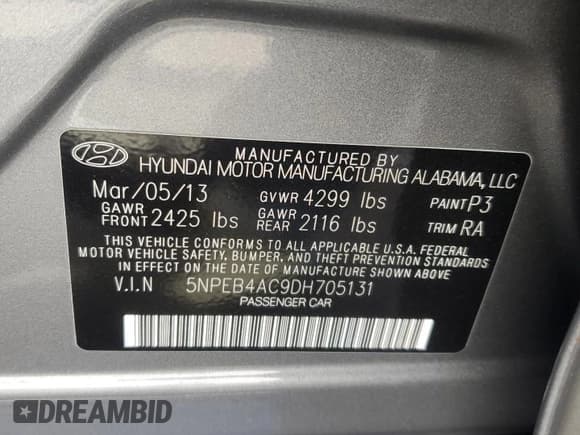 MANUFACTURED BY
HYUNDAI MOTOR MANUFACTURING ALABAMA, LLC
Mar/05/13 GVWR 4299 lbs PAINT P3
GAWR FRONT 2425 lbs GAWR REAR 2116 lbs TRIM RA
THIS VEHICLE CONFORMS TO ALL APPLICABLE U.S.A. FEDERAL
MOTOR VEHICLE SAFETY, BUMPER, AND THEFT PREVENTION STANDARDS
IN EFFECT ON THE DATE OF MANUFACTURE SHOWN ABOVE
V.I.N 5NPEB4AC9DH705131
PASSENGER CAR
DREAMBID